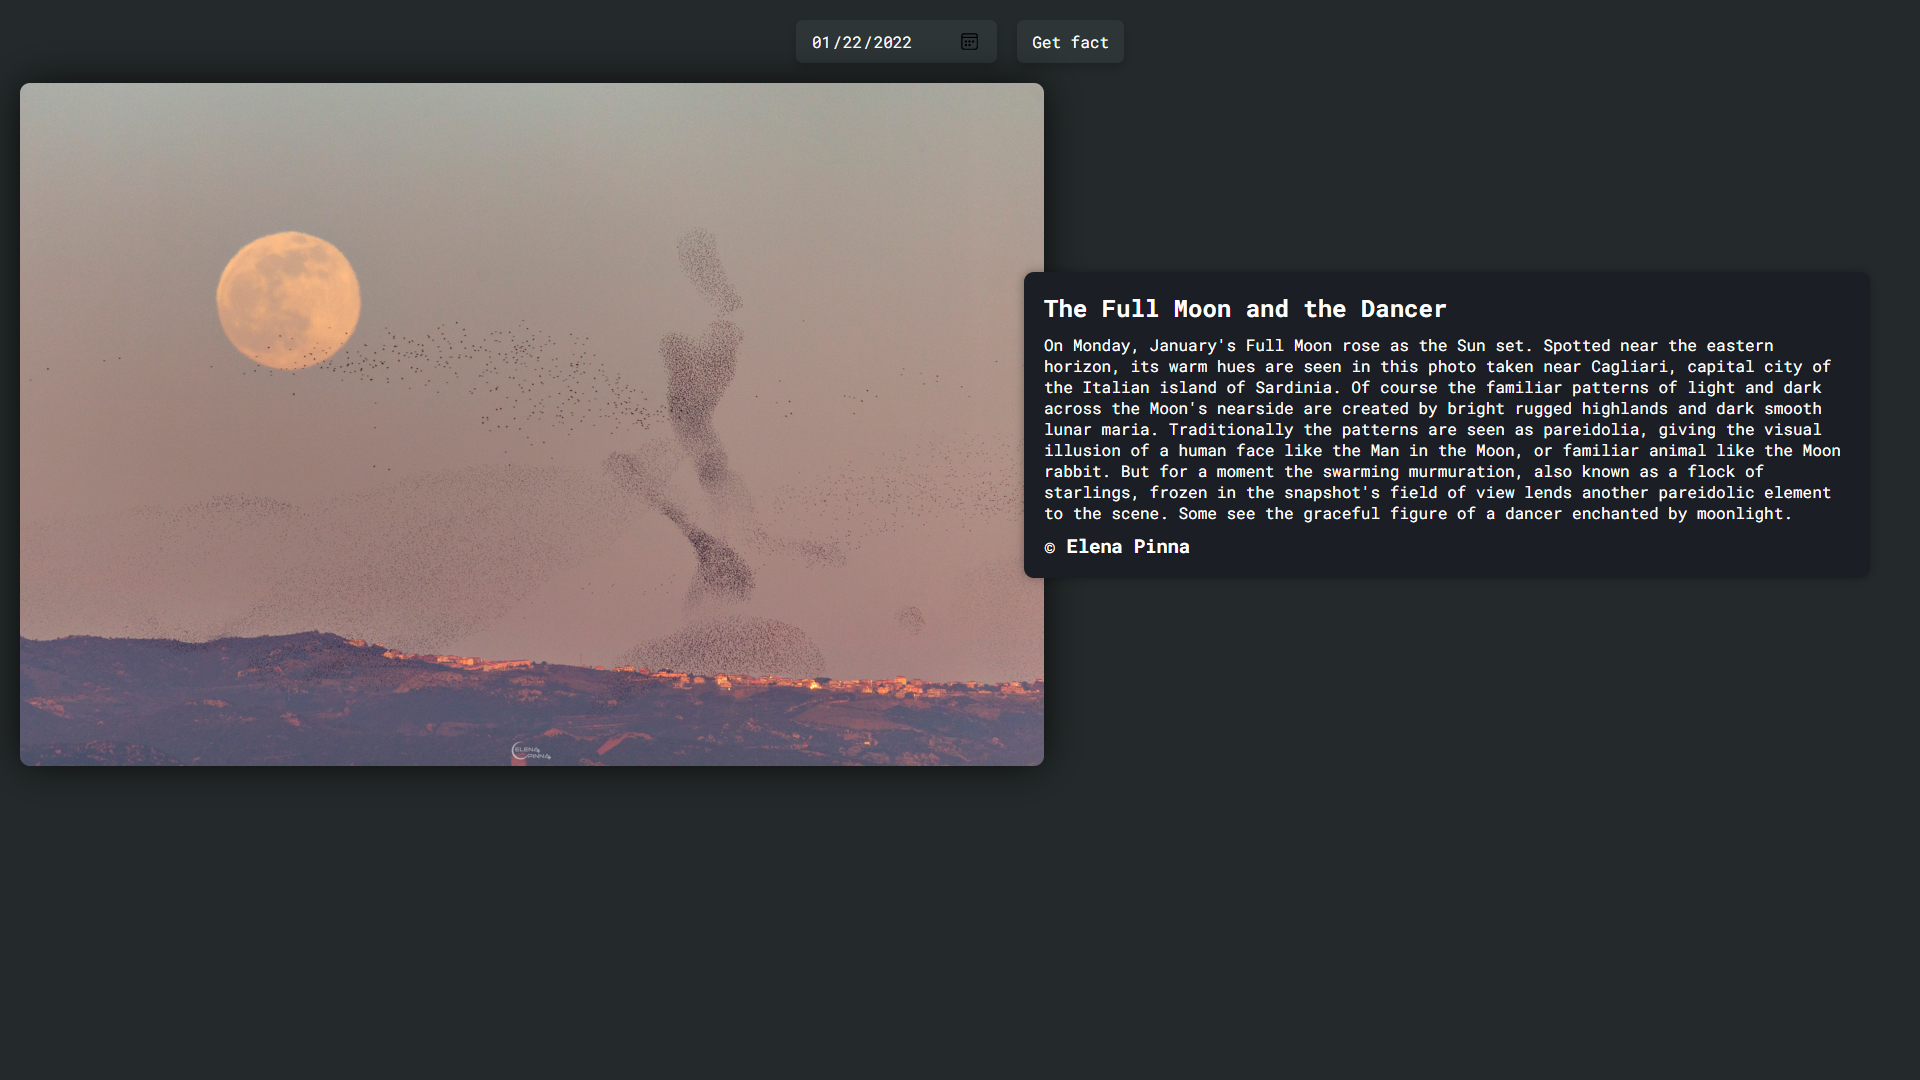 01/22/2022
Get fact
The Full Moon and the Dancer
On Monday, January's Full Moon rose as the Sun set. Spotted near the eastern
horizon, its warm hues are seen in this photo taken near Cagliari, capital city of
the Italian island of Sardinia. Of course the familiar patterns of light and dark
across the Moon's nearside are created by bright rugged highlands and dark smooth
lunar maria. Traditionally the patterns are seen as pareidolia, giving the visual
illusion of a human face like the Man in the Moon, or familiar animal like the Moon
rabbit. But for a moment the swarming murmuration, also known as a flock of
starlings, frozen in the snapshot's field of view lends another pareidolic element
to the scene. Some see the graceful figure of a dancer enchanted by moonlight.
© Elena Pinna
ELENA
PINNA